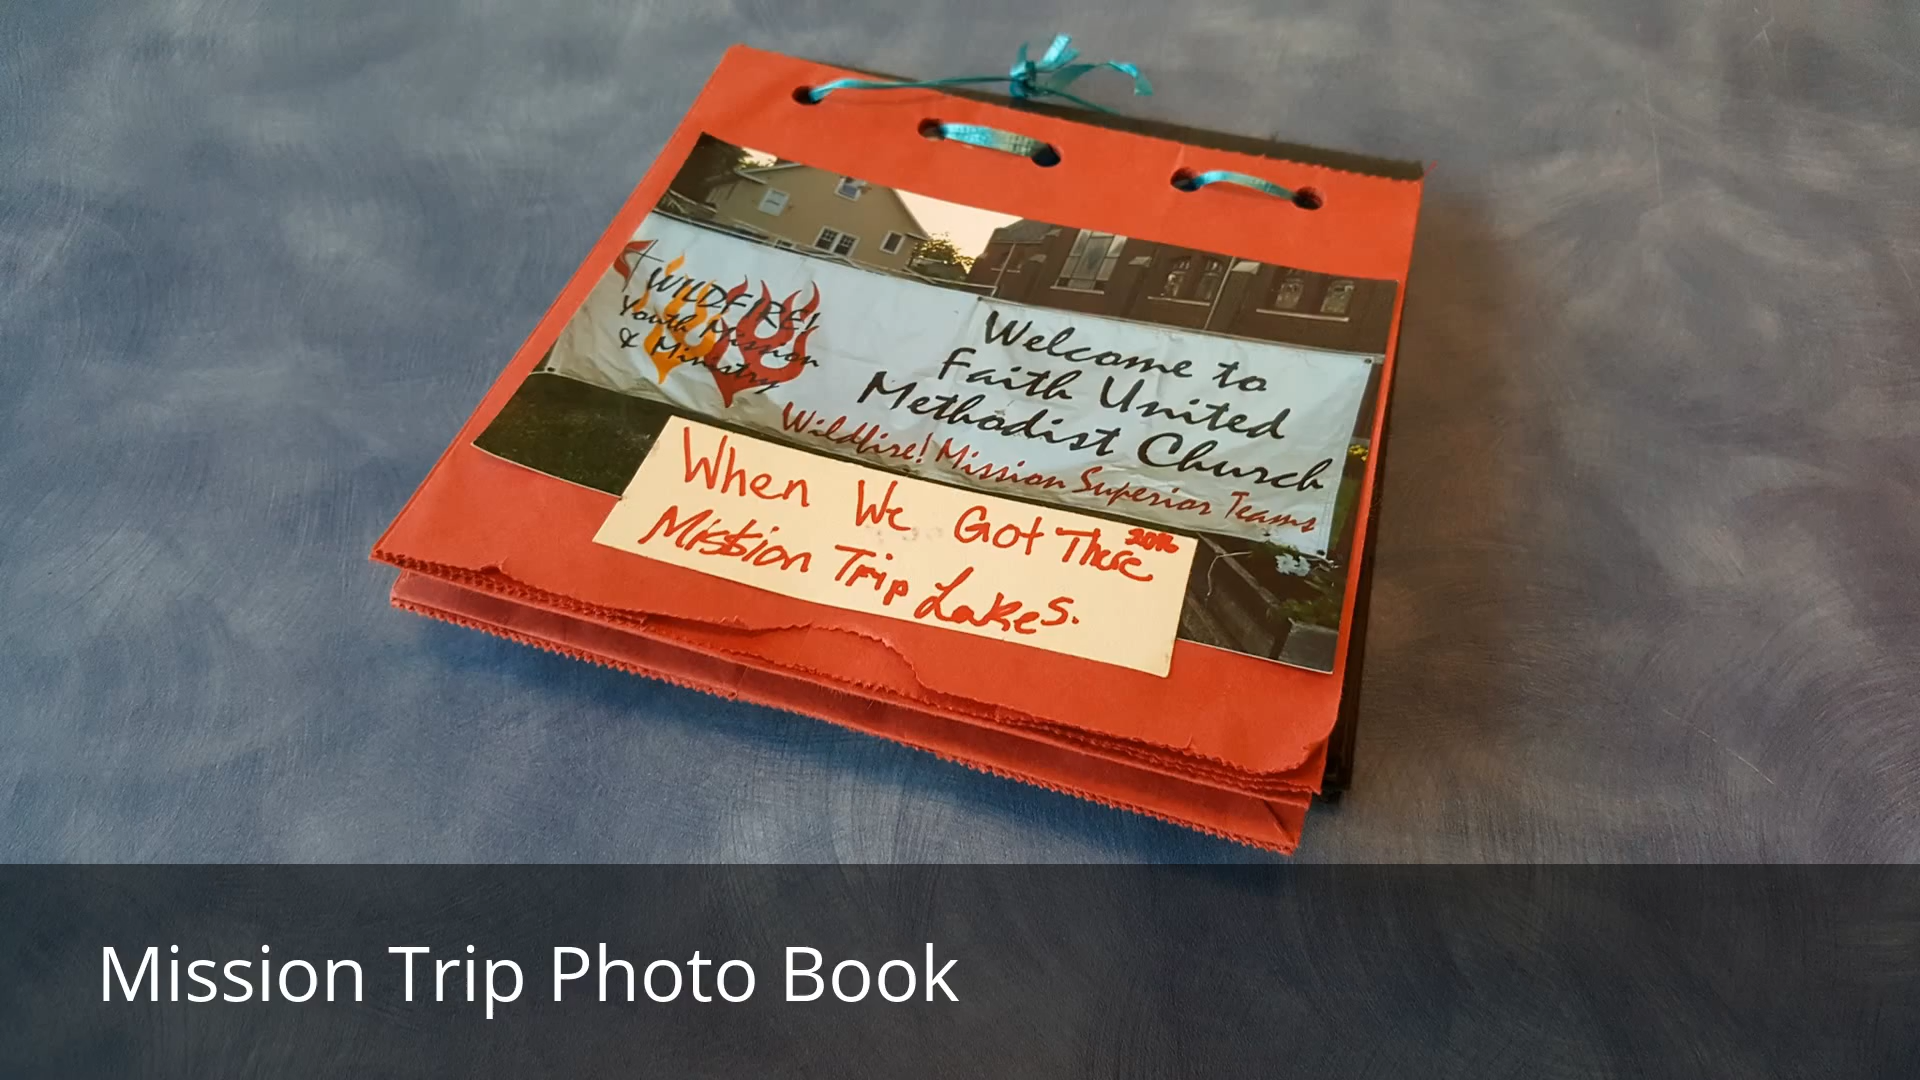 WILDFIRE!
Youth Mission
& Ministry
Welcome to
Faith United
Methodist Church
Wildfire! Mission Superior Teams
When We Got There 2016
Mission Trip Lakes.
Mission Trip Photo Book